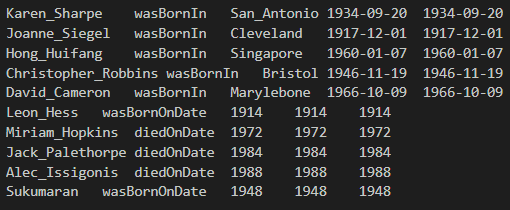 Karen_Sharpe wasBornIn San_Antonio 1934-09-20 1934-09-20
Joanne_Siegel wasBornIn Cleveland 1917-12-01 1917-12-01
Hong_Huifang wasBornIn Singapore 1960-01-07 1960-01-07
Christopher_Robbins wasBornIn Bristol 1946-11-19 1946-11-19
David_Cameron wasBornIn Marylebone 1966-10-09 1966-10-09
Leon_Hess wasBornOnDate 1914 1914 1914
Miriam_Hopkins diedOnDate 1972 1972 1972
Jack_Palethorpe diedOnDate 1984 1984 1984
Alec_Issigonis diedOnDate 1988 1988 1988
Sukumaran wasBornOnDate 1948 1948 1948